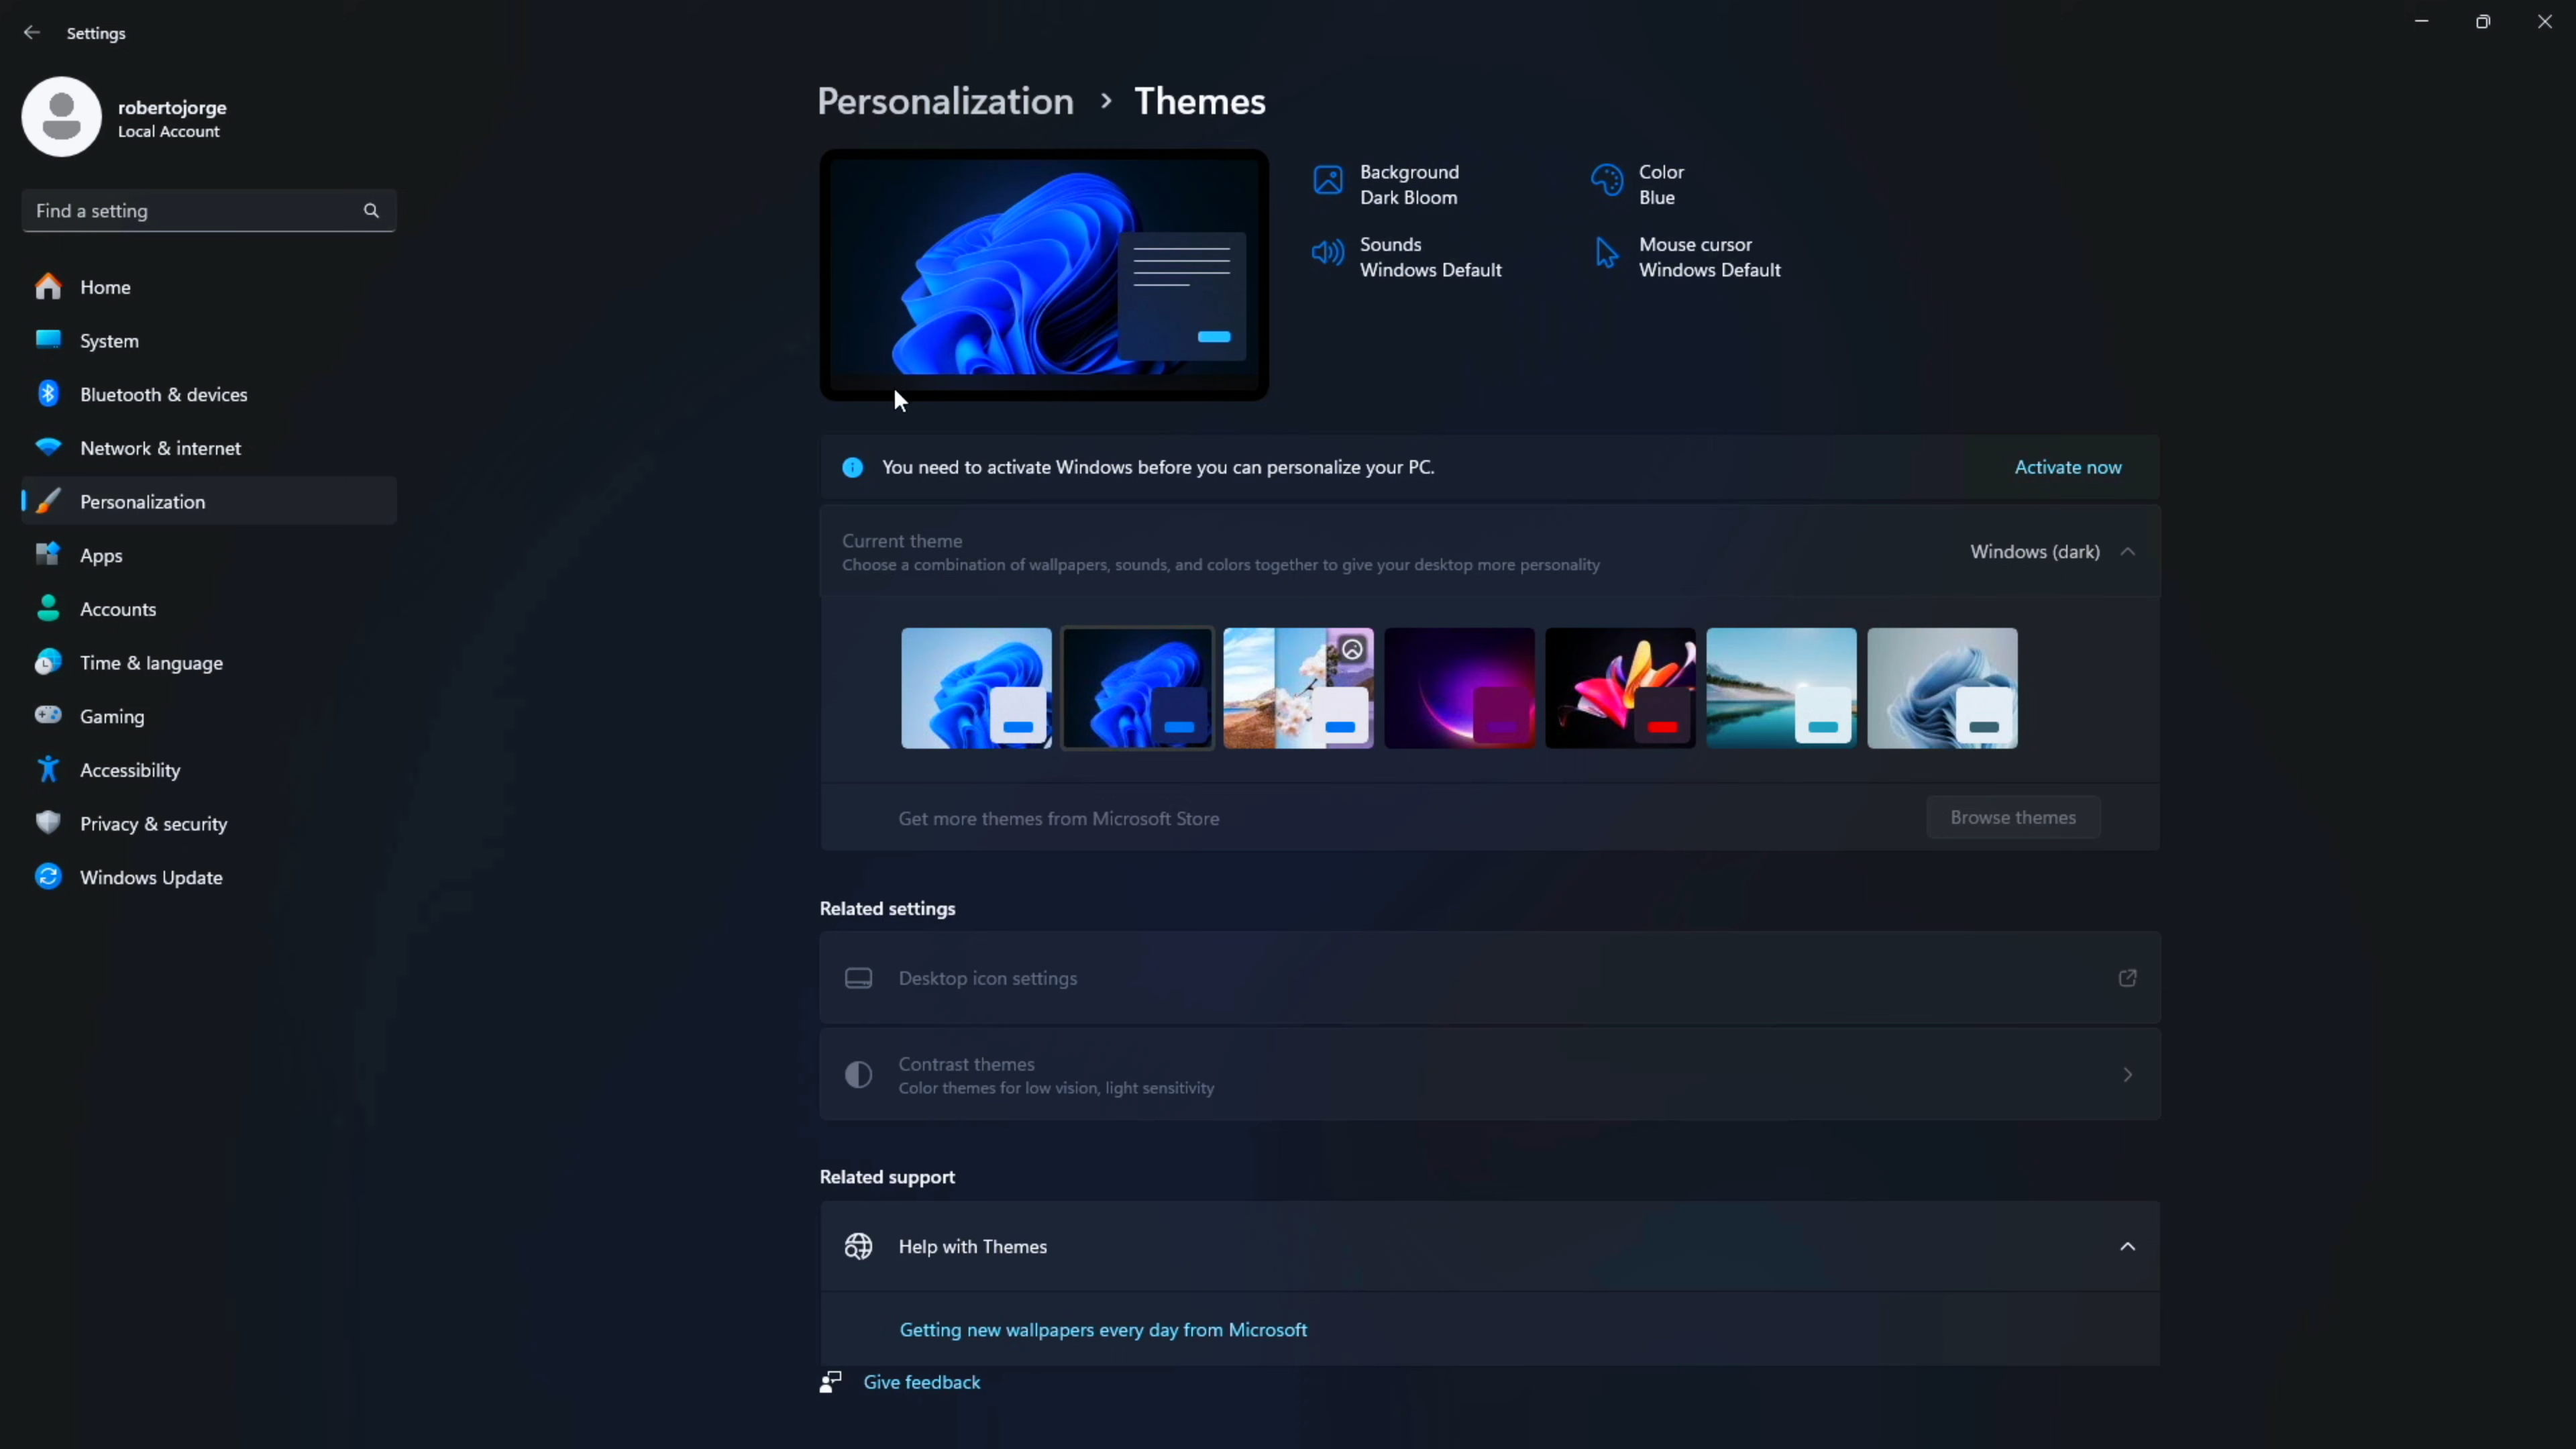 Settings
robertojorge
Local Account
Find a setting
Home
System
Bluetooth & devices
Network & internet
Personalization
Apps
Accounts
Time & language
Gaming
Accessibility
Privacy & security
Windows Update
Personalization > Themes
Background
Dark Bloom
Color
Blue
Sounds
Windows Default
Mouse cursor
Windows Default
You need to activate Windows before you can personalize your PC.
Activate now
Current theme
Choose a combination of wallpapers, sounds, and colors together to give your desktop more personality
Windows (dark)
Get more themes from Microsoft Store
Browse themes
Related settings
Desktop icon settings
Contrast themes
Color themes for low vision, light sensitivity
Related support
Help with Themes
Getting new wallpapers every day from Microsoft
Give feedback